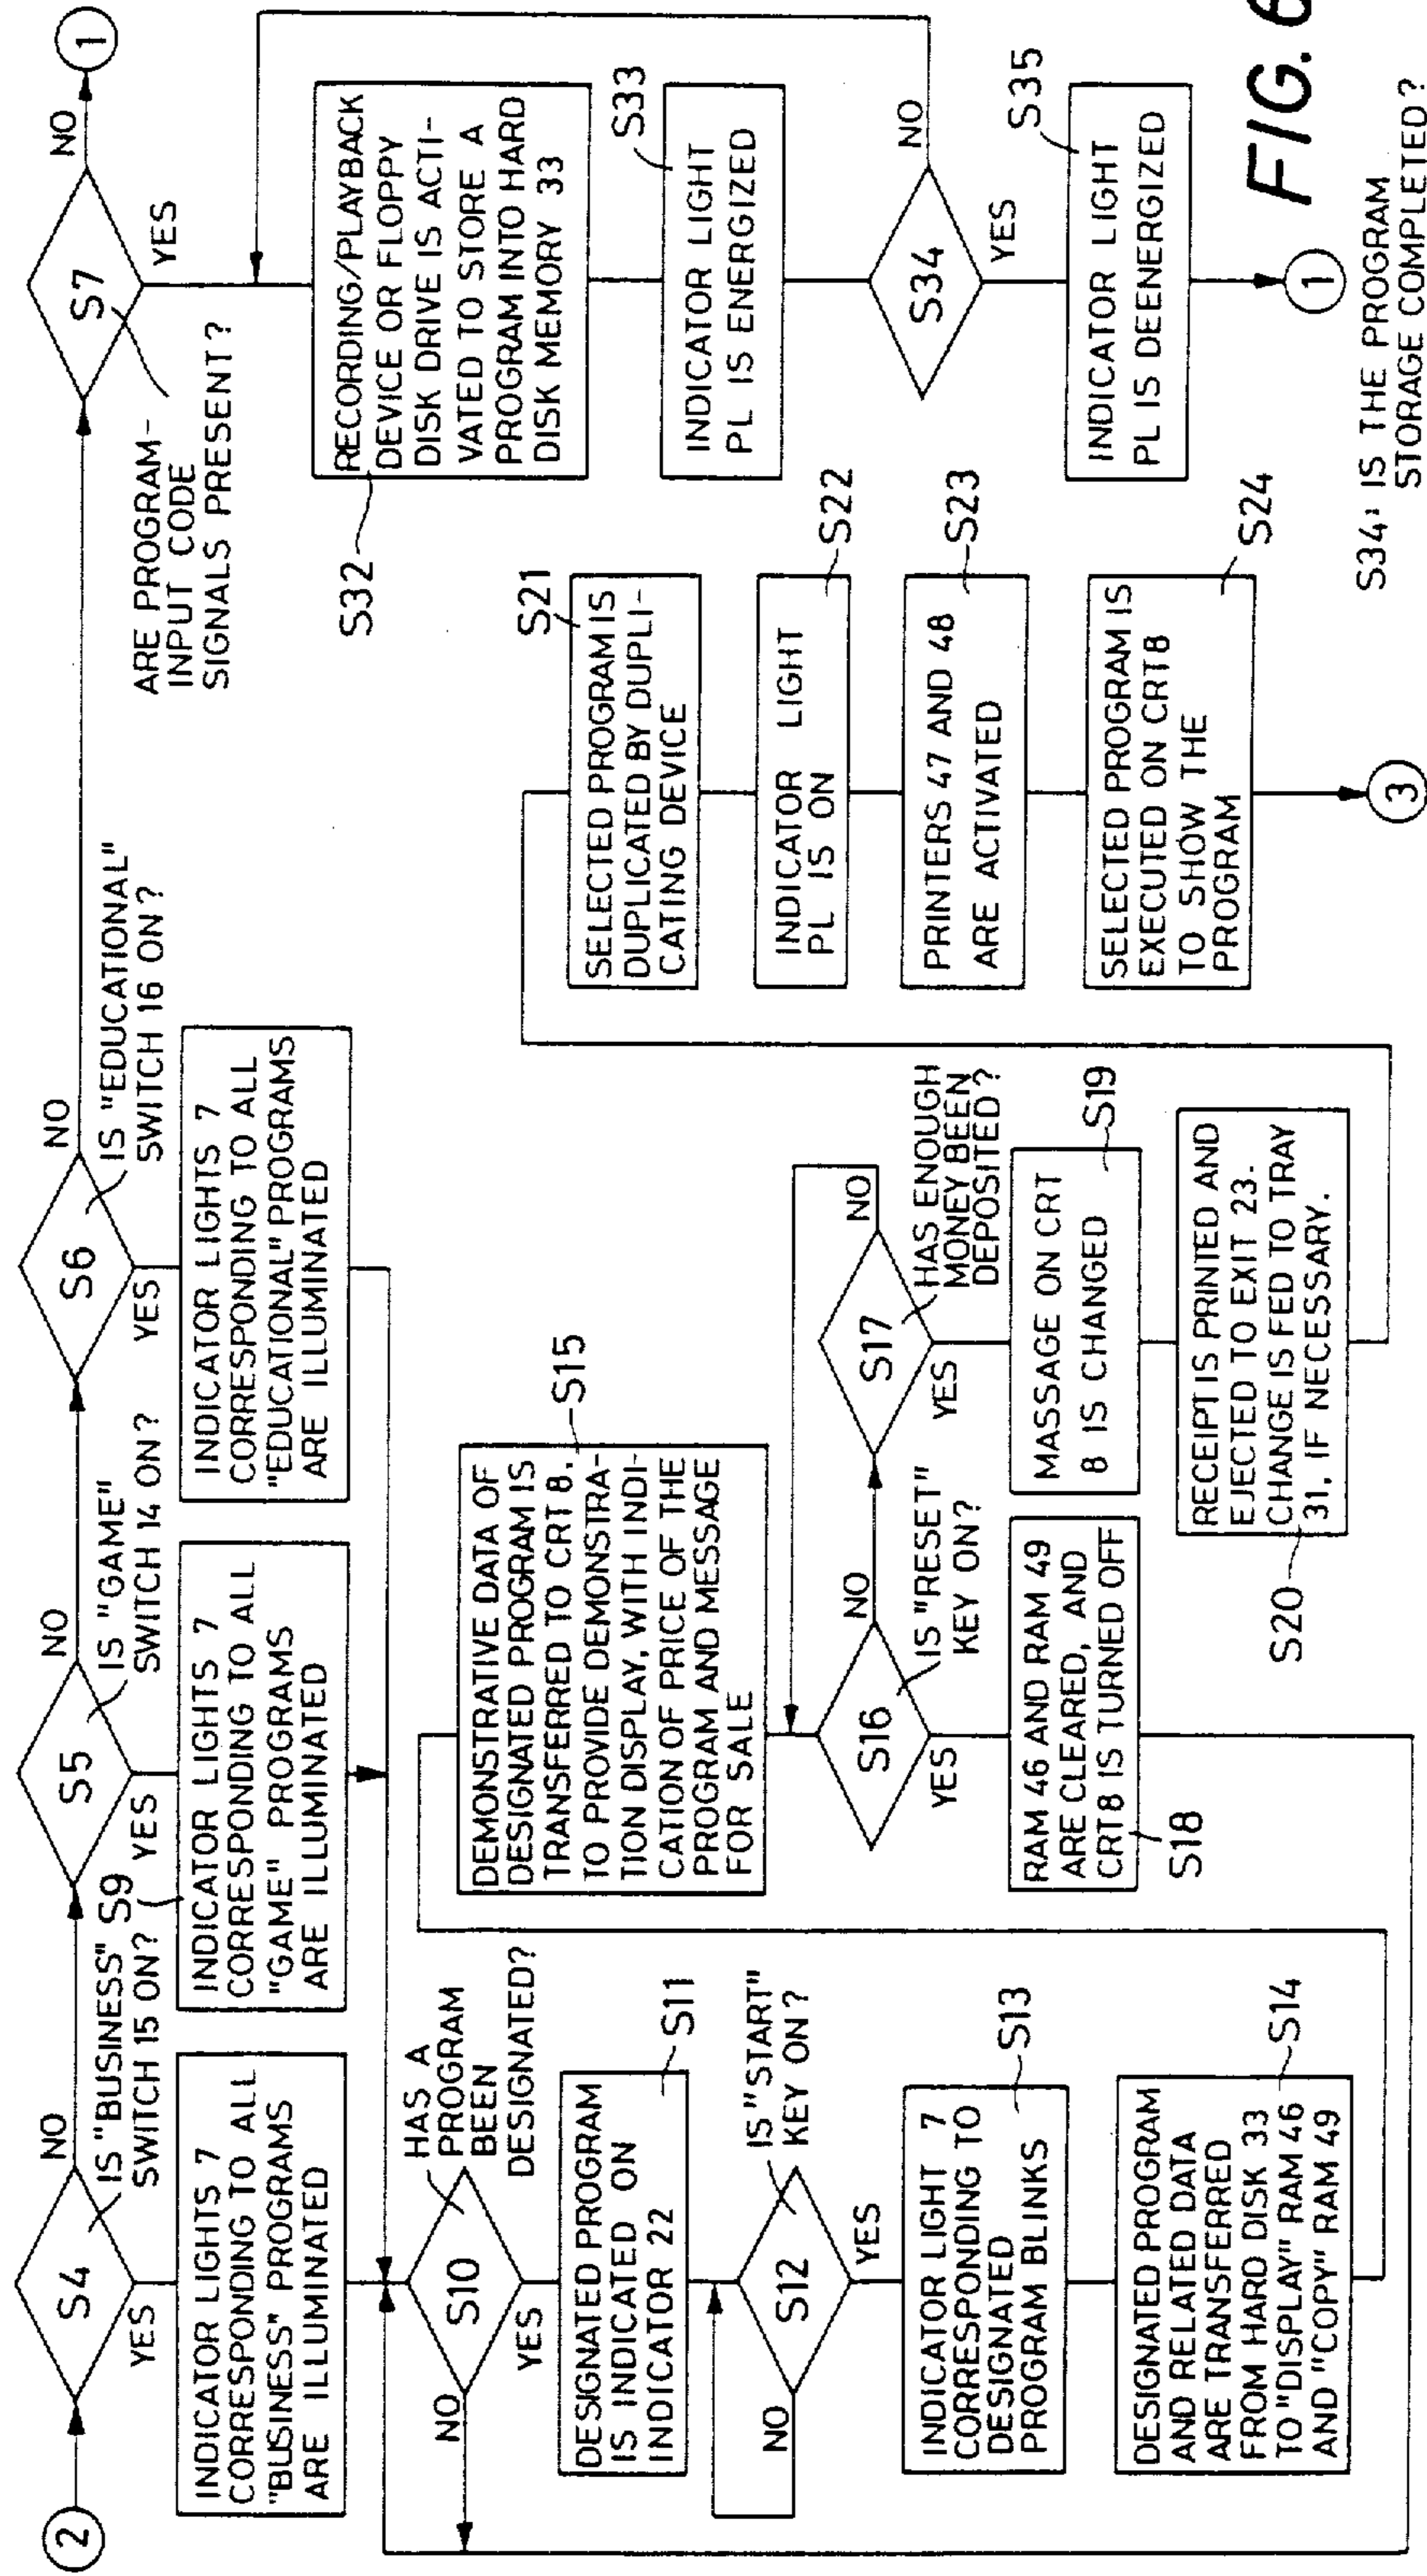 2
S4
NO
YES
IS "BUSINESS"
SWITCH 15 ON?
INDICATOR LIGHTS 7
CORRESPONDING TO ALL
"BUSINESS" PROGRAMS
ARE ILLUMINATED
S5
NO
YES
IS "GAME"
SWITCH 14 ON?
S9
INDICATOR LIGHTS 7
CORRESPONDING TO ALL
"GAME" PROGRAMS
ARE ILLUMINATED
S6
NO
YES
IS "EDUCATIONAL"
SWITCH 16 ON?
INDICATOR LIGHTS 7
CORRESPONDING TO ALL
"EDUCATIONAL" PROGRAMS
ARE ILLUMINATED
S7
NO
1
YES
ARE PROGRAM-
INPUT CODE
SIGNALS PRESENT?
S10
HAS A
PROGRAM
BEEN
DESIGNATED?
NO
YES
DESIGNATED PROGRAM
IS INDICATED ON
INDICATOR 22
S11
S12
IS "START"
KEY ON?
NO
YES
INDICATOR LIGHT 7
CORRESPONDING TO
DESIGNATED
PROGRAM BLINKS
S13
DESIGNATED PROGRAM
AND RELATED DATA
ARE TRANSFERRED
FROM HARD DISK 33
TO "DISPLAY" RAM 46
AND "COPY" RAM 49
S14
DEMONSTRATIVE DATA OF
DESIGNATED PROGRAM IS
TRANSFERRED TO CRT 8.
TO PROVIDE DEMONSTRA-
TION DISPLAY, WITH INDI-
CATION OF PRICE OF THE
PROGRAM AND MESSAGE
FOR SALE
S15
S16
NO
YES
IS "RESET"
KEY ON?
RAM 46 AND RAM 49
ARE CLEARED, AND
CRT8 IS TURNED OFF
S18
S17
NO
YES
HAS ENOUGH
MONEY BEEN
DEPOSITED?
MASSAGE ON CRT
8 IS CHANGED
S19
RECEIPT IS PRINTED AND
EJECTED TO EXIT 23.
CHANGE IS FED TO TRAY
31, IF NECESSARY.
S20
S21
SELECTED PROGRAM IS
DUPLICATED BY DUPLI-
CATING DEVICE
INDICATOR LIGHT
PL IS ON
S22
PRINTERS 47 AND 48
ARE ACTIVATED
S23
SELECTED PROGRAM IS
EXECUTED ON CRT8
TO SHOW THE
PROGRAM
S24
3
S32
RECORDING/PLAYBACK
DEVICE OR FLOPPY
DISK DRIVE IS ACTI-
VATED TO STORE A
PROGRAM INTO HARD
DISK MEMORY 33
S33
INDICATOR LIGHT
PL IS ENERGIZED
S34
NO
YES
S35
INDICATOR LIGHT
PL IS DEENERGIZED
1
S34: IS THE PROGRAM
STORAGE COMPLETED?
FIG. 6